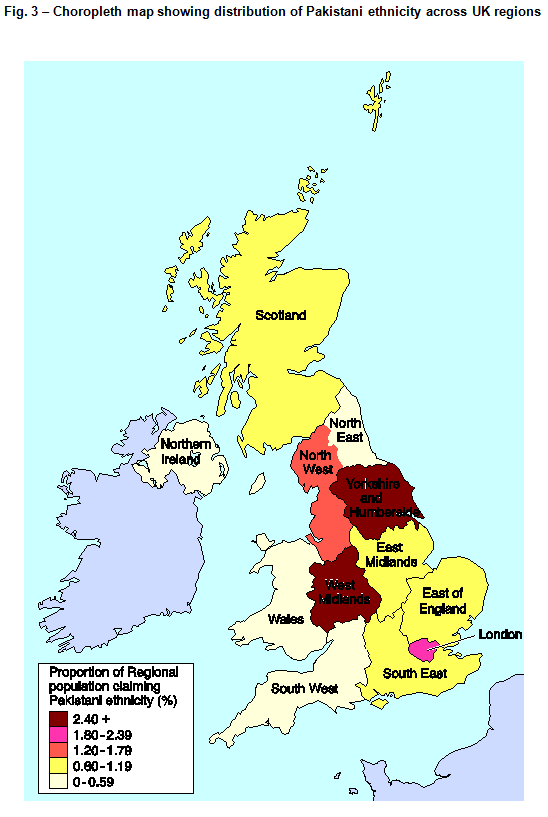 Fig. 3 – Choropleth map showing distribution of Pakistani ethnicity across UK regions
Scotland
North
East
Northern
Ireland
North
West
Yorkshire
and
Humberside
East
Midlands
West
Midlands
East of
England
Wales
London
South East
South West
Proportion of Regional
population claiming
Pakistani ethnicity (%)
2.40 +
1.80-2.39
1.20-1.79
0.60-1.19
0-0.59